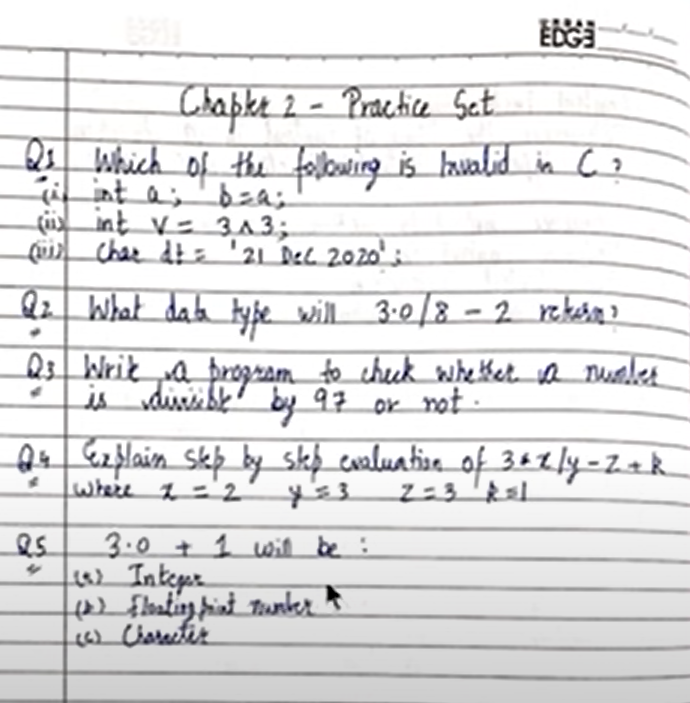 EDGE
Chapter 2 - Practice Set
Q1 Which of the following is Invalid in C?
(i) int a; b=a;
(ii) int v = 3^3;
(iii) Char dt = '21 Dec 2020';
Q2 What data type will 3.0/8 - 2 return?
Q3 Write a program to check whether a number
is divisible by 97 or not.
Q4 Explain step by step evaluation of 3*x/y-z+k
where x=2 y=3 z=3 k=1
Q5 3.0 + 1 will be :
(a) Integer
(b) Floating point number
(c) Character